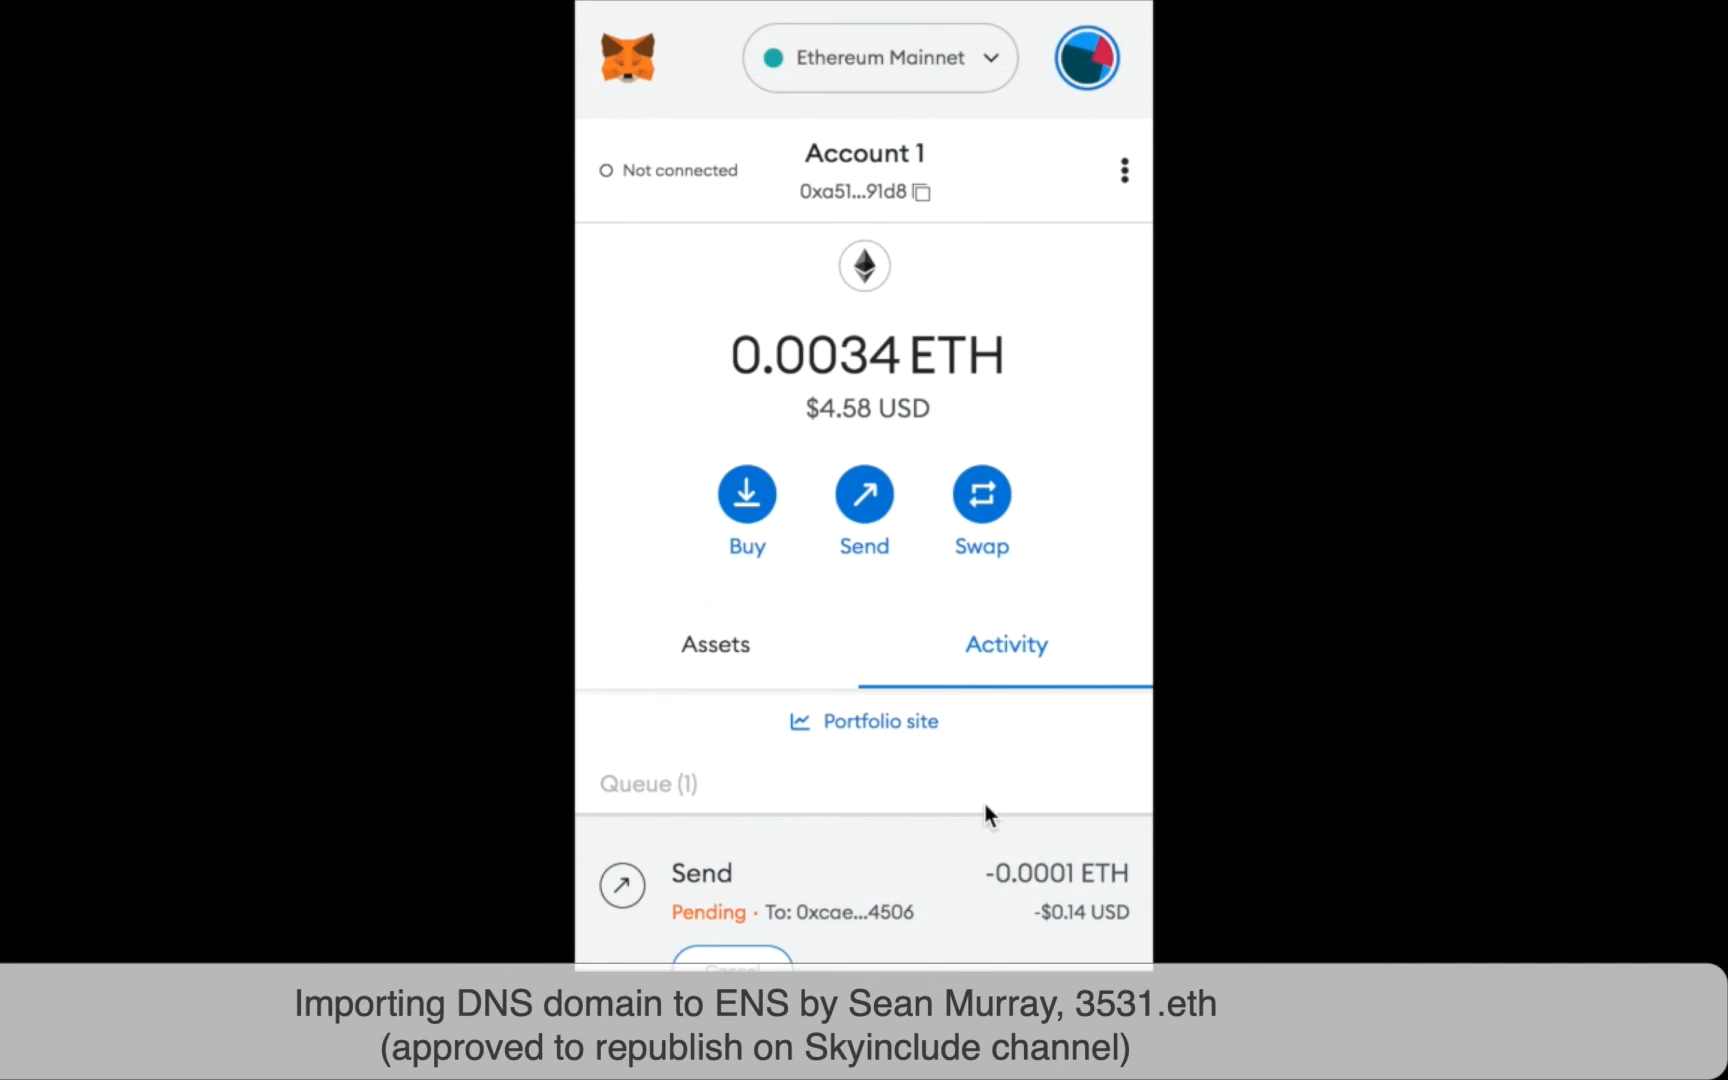 Ethereum Mainnet
Not connected
Account 1
0xa51...91d8
0.0034 ETH
$4.58 USD
Buy
Send
Swap
Assets
Activity
Portfolio site
Queue (1)
Send
-0.0001 ETH
Pending · To: 0xcae...4506
-$0.14 USD
Cancel
Importing DNS domain to ENS by Sean Murray, 3531.eth
(approved to republish on Skyinclude channel)